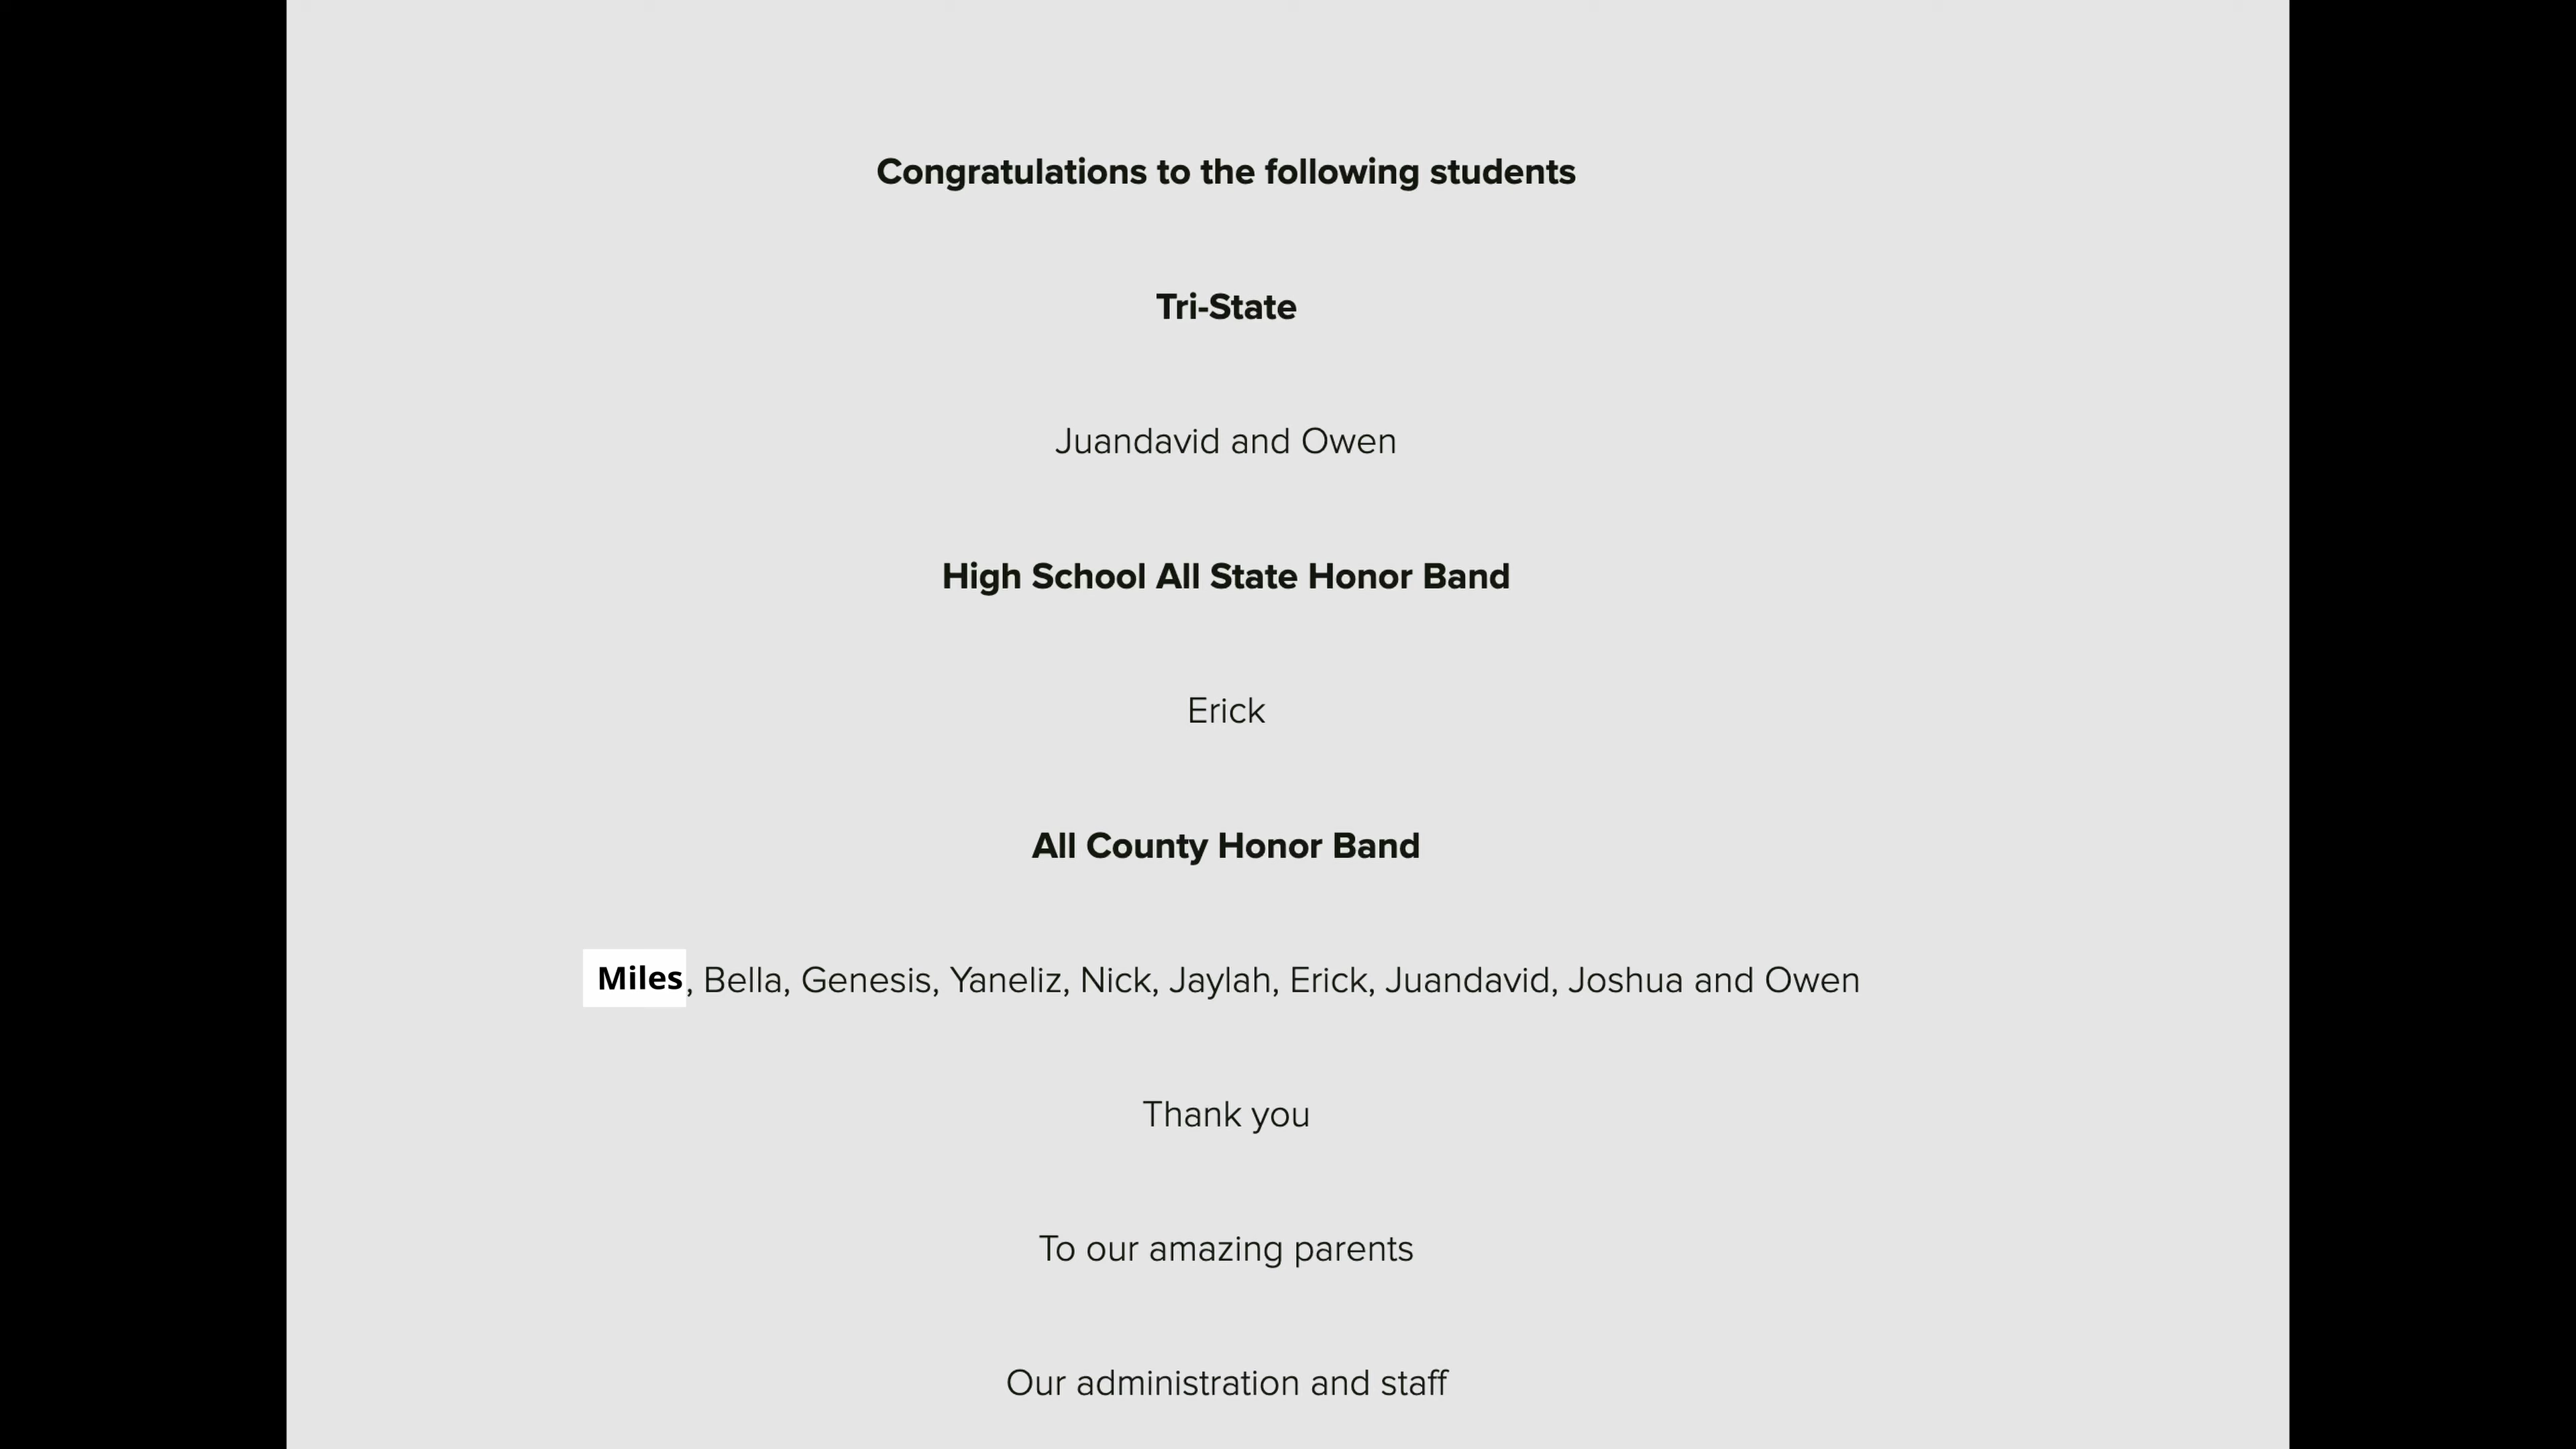 Congratulations to the following students
Tri-State
Juandavid and Owen
High School All State Honor Band
Erick
All County Honor Band
Miles, Bella, Genesis, Yaneliz, Nick, Jaylah, Erick, Juandavid, Joshua and Owen
Thank you
To our amazing parents
Our administration and staff